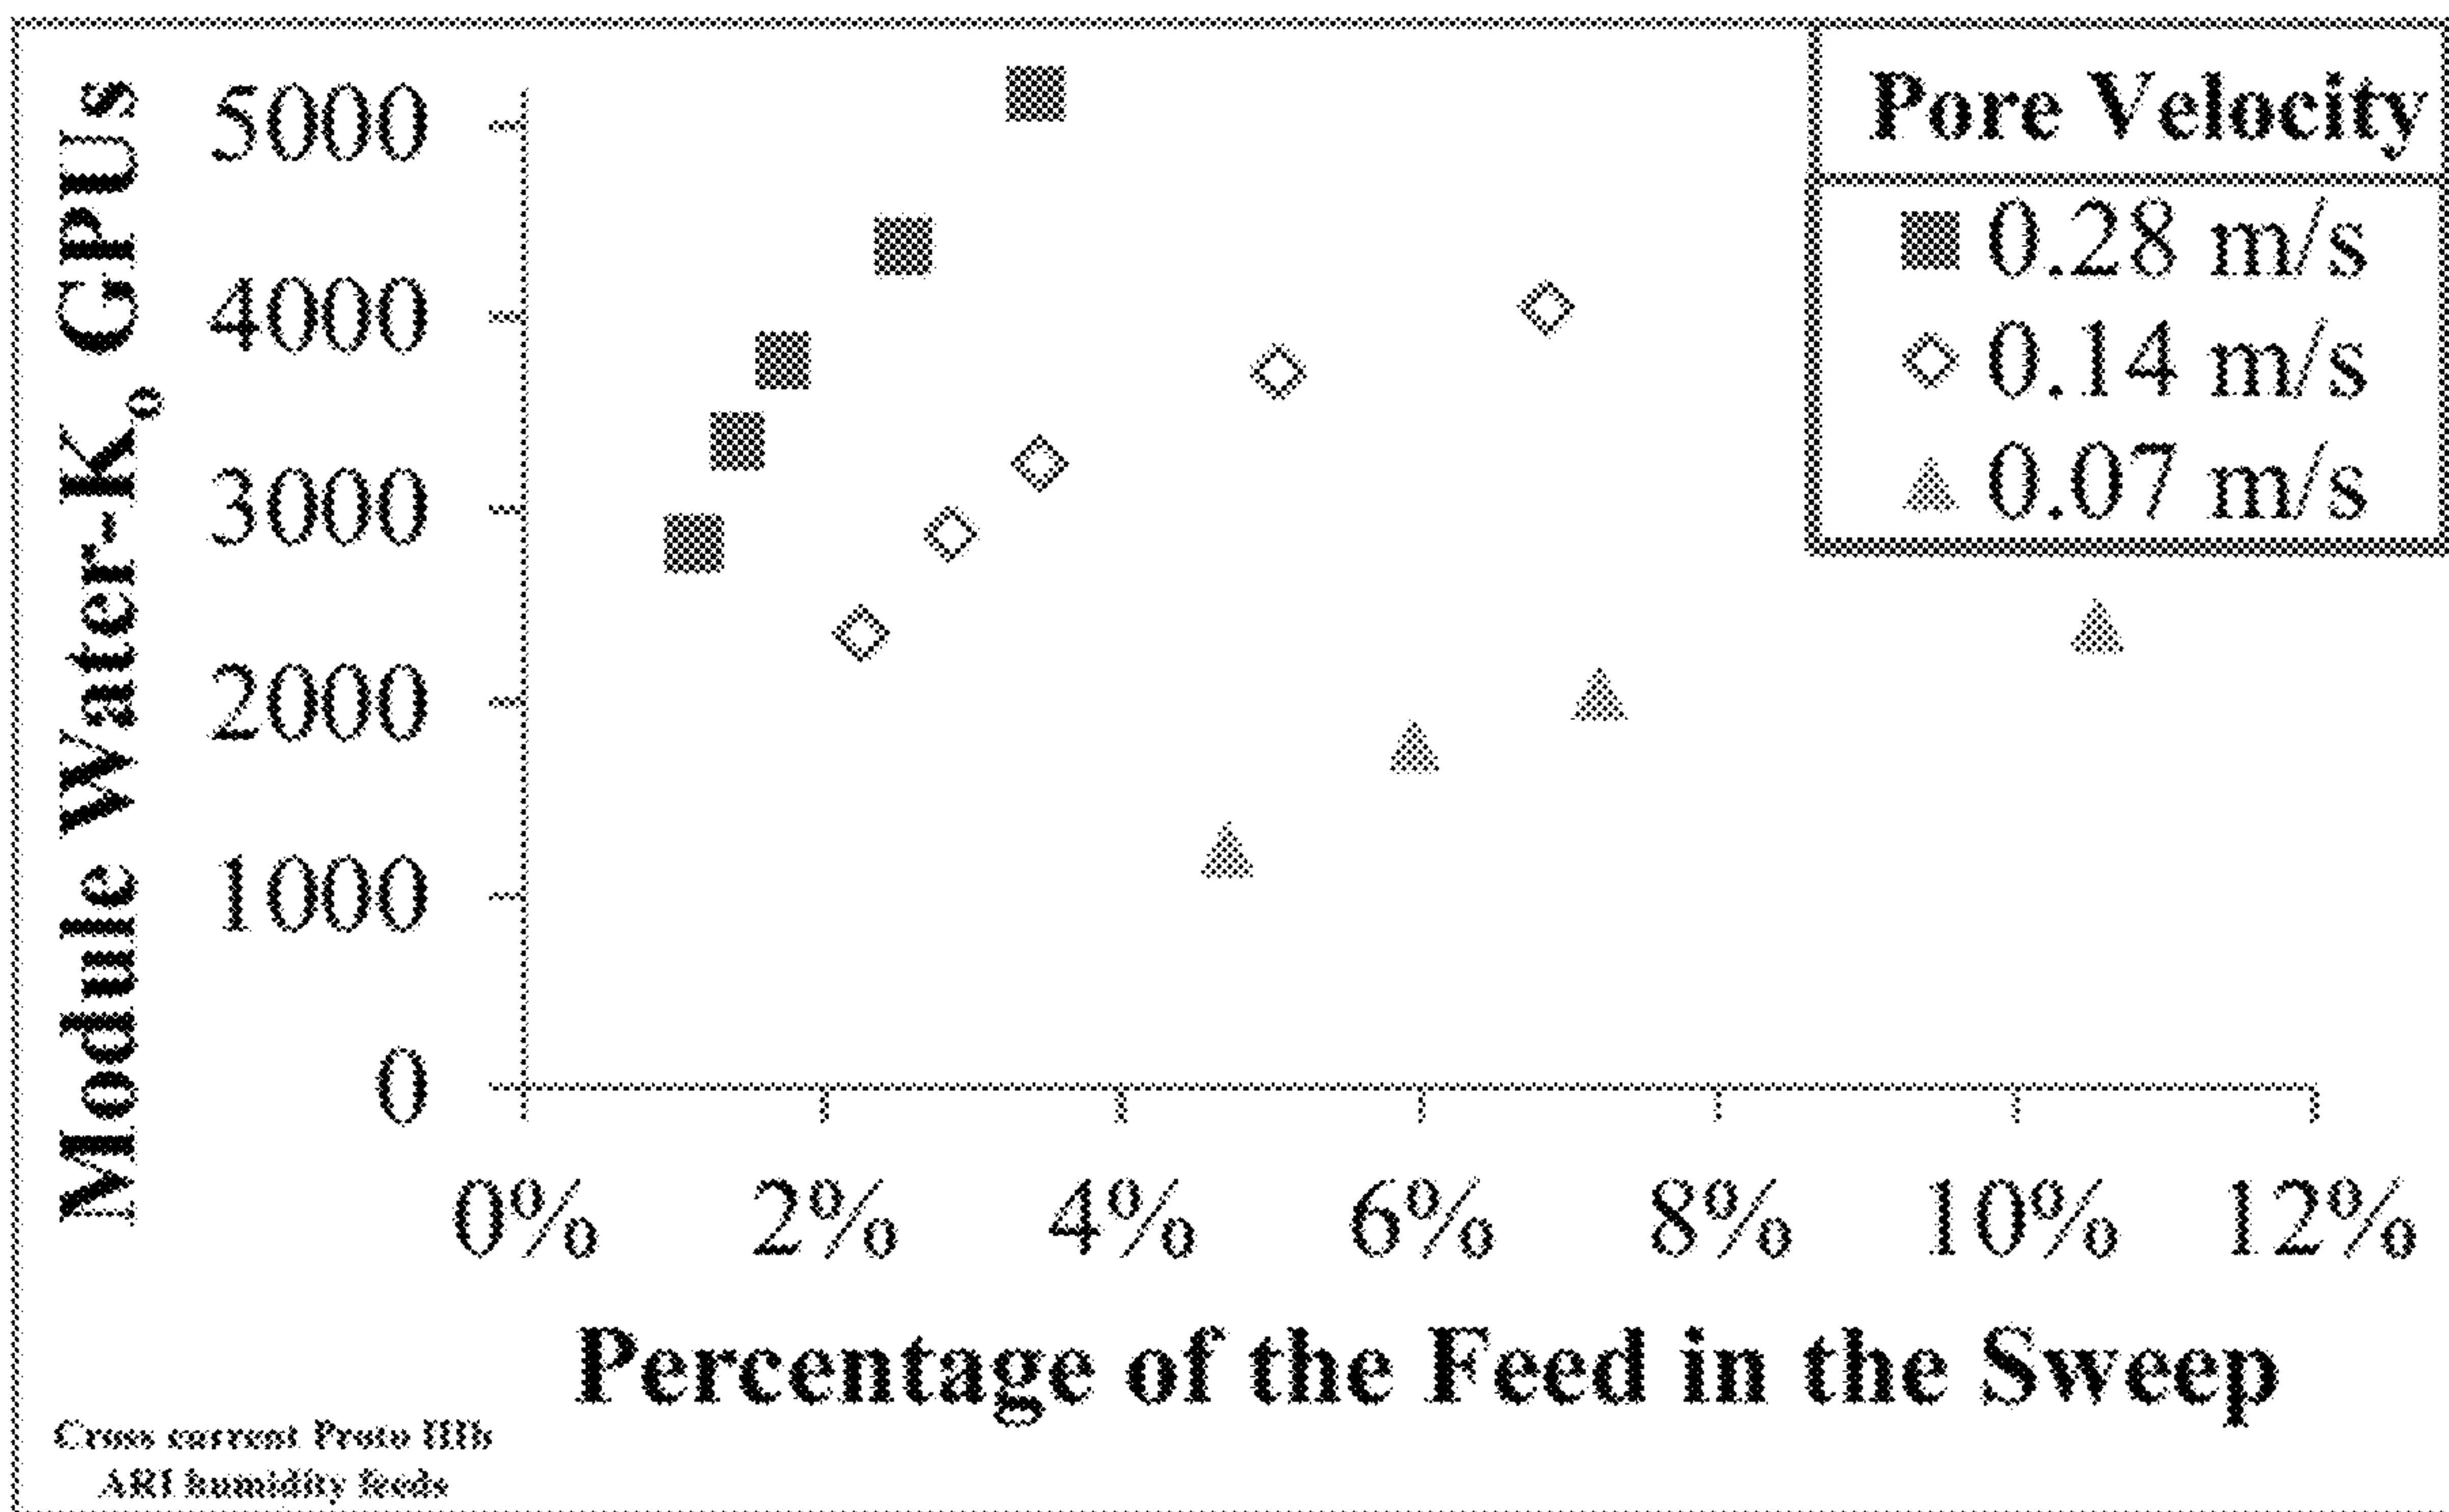 Module Water-Ko GPUs
5000
4000
3000
2000
1000
0
Pore Velocity
0.28 m/s
0.14 m/s
0.07 m/s
0% 2% 4% 6% 8% 10% 12%
Percentage of the Feed in the Sweep
Cross current Proto IIIb
ARI humidity feeds